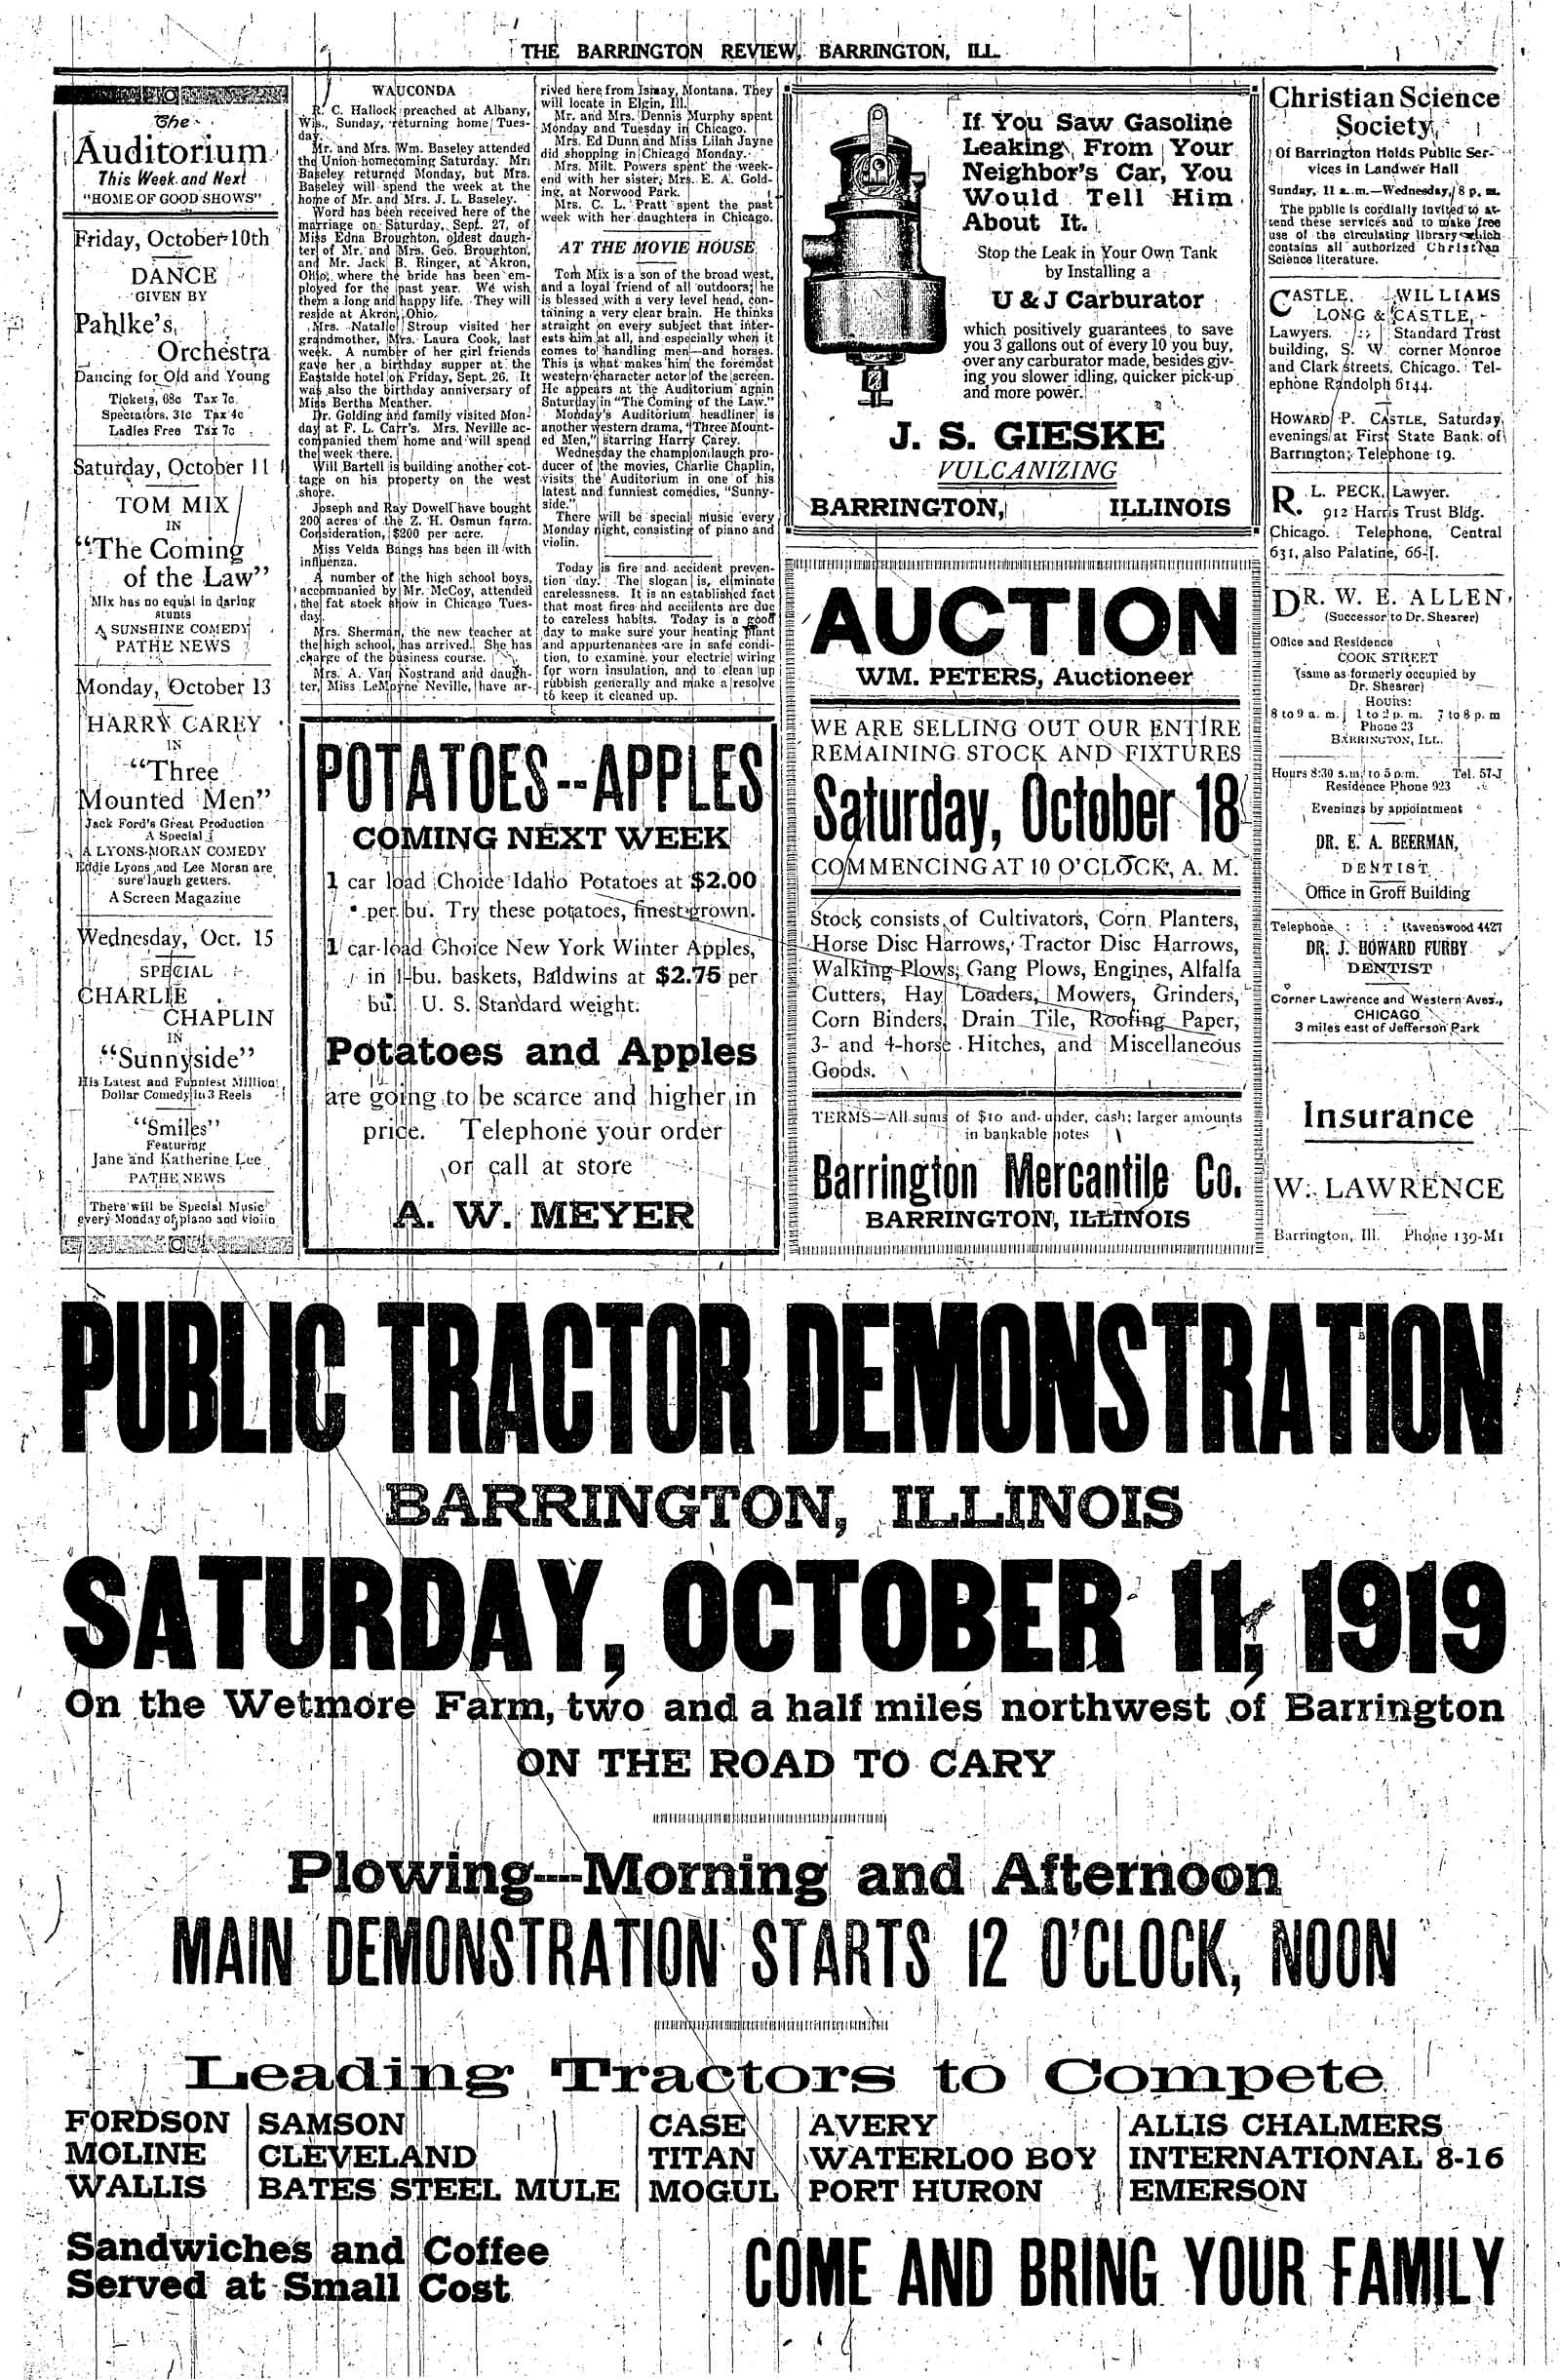 THE BARRINGTON REVIEW, BARRINGTON, ILL.
The
Auditorium
This Week and Next
"HOME OF GOOD SHOWS"
Friday, October 10th
DANCE
GIVEN BY
Pahlke's
Orchestra
Dancing for Old and Young
Tickets, 68c Tax 7c
Spectators, 31c Tax 4c
Ladies Free Tax 7c
Saturday, October 11
TOM MIX
IN
"The Coming
of the Law"
Mix has no equal in daring
stunts
A SUNSHINE COMEDY
PATHE NEWS
Monday, October 13
HARRY CAREY
IN
"Three
Mounted Men"
Jack Ford's Great Production
A Special
A LYONS-MORAN COMEDY
Eddie Lyons and Lee Moran are
sure laugh getters.
A Screen Magazine
Wednesday, Oct. 15
SPECIAL
CHARLIE
CHAPLIN
IN
"Sunnyside"
His Latest and Funniest Million
Dollar Comedy in 3 Reels
"Smiles"
Featuring
Jane and Katherine Lee
PATHE NEWS
There will be Special Music
every Monday of piano and violin
WAUCONDA
R. C. Hallock preached at Albany,
Wis., Sunday, returning home Tues-
day.
Mr. and Mrs. Wm. Baseley attended
the Union homecoming Saturday. Mr.
Baseley returned Monday, but Mrs.
Baseley will spend the week at the
home of Mr. and Mrs. J. L. Baseley.
Word has been received here of the
marriage on Saturday, Sept. 27, of
Miss Edna Broughton, oldest daugh-
ter of Mr. and Mrs. Geo. Broughton,
and Mr. Jack B. Ringer, at Akron,
Ohio, where the bride has been em-
ployed for the past year. We wish
them a long and happy life. They will
reside at Akron, Ohio.
Mrs. Natalie Stroup visited her
grandmother, Mrs. Laura Cook, last
week. A number of her girl friends
gave her a birthday supper at the
Eastside hotel on Friday, Sept. 26. It
was also the birthday anniversary of
Miss Bertha Meather.
Dr. Golding and family visited Mon-
day at F. L. Carr's. Mrs. Neville ac-
companied them home and will spend
the week there.
Will Bartell is building another cot-
tage on his property on the west
shore.
Joseph and Ray Dowell have bought
200 acres of the Z. H. Osmun farm.
Consideration, $200 per acre.
Miss Velda Bangs has been ill with
influenza.
A number of the high school boys,
accompanied by Mr. McCoy, attended
the fat stock show in Chicago Tues-
day.
Mrs. Sherman, the new teacher at
the high school, has arrived. She has
charge of the business course.
Mrs. A. Van Nostrand and daugh-
ter, Miss LeMoyne Neville, have ar-
rived here from Ismay, Montana. They
will locate in Elgin, Ill.
Mr. and Mrs. Dennis Murphy spent
Monday and Tuesday in Chicago.
Mrs. Ed Dunn and Miss Lilah Jayne
did shopping in Chicago Monday.
Mrs. Milt. Powers spent the week-
end with her sister, Mrs. E. A. Gold-
ing, at Norwood Park.
Mrs. C. L. Pratt spent the past
week with her daughters in Chicago.
AT THE MOVIE HOUSE
Tom Mix is a son of the broad west,
and a loyal friend of all outdoors; he
is blessed with a very level head, con-
taining a very clear brain. He thinks
straight on every subject that inter-
ests him at all, and especially when it
comes to handling men—and horses.
This is what makes him the foremost
western character actor of the screen.
He appears at the Auditorium again
Saturday in "The Coming of the Law."
Monday's Auditorium headliner is
another western drama, "Three Mount-
ed Men," starring Harry Carey.
Wednesday the champion laugh pro-
ducer of the movies, Charlie Chaplin,
visits the Auditorium in one of his
latest and funniest comedies, "Sunny-
side."
There will be special music every
Monday night, consisting of piano and
violin.
Today is fire and accident preven-
tion day. The slogan is, eliminate
carelessness. It is an established fact
that most fires and accidents are due
to careless habits. Today is a good
day to make sure your heating plant
and appurtenances are in safe condi-
tion, to examine your electric wiring
for worn insulation, and to clean up
rubbish generally and make a resolve
to keep it cleaned up.
POTATOES--APPLES
COMING NEXT WEEK
1 car load Choice Idaho Potatoes at $2.00
per bu. Try these potatoes, finest grown.
1 car load Choice New York Winter Apples,
in 1-bu. baskets, Baldwins at $2.75 per
bu. U. S. Standard weight.
Potatoes and Apples
are going to be scarce and higher in
price. Telephone your order
or call at store
A. W. MEYER
If You Saw Gasoline
Leaking From Your
Neighbor's Car, You
Would Tell Him
About It.
Stop the Leak in Your Own Tank
by Installing a
U & J Carburator
which positively guarantees to save
you 3 gallons out of every 10 you buy,
over any carburator made, besides giv-
ing you slower idling, quicker pick-up
and more power.
J. S. GIESKE
VULCANIZING
BARRINGTON, ILLINOIS
AUCTION
WM. PETERS, Auctioneer
WE ARE SELLING OUT OUR ENTIRE
REMAINING STOCK AND FIXTURES
Saturday, October 18
COMMENCING AT 10 O'CLOCK, A. M.
Stock consists of Cultivators, Corn Planters,
Horse Disc Harrows, Tractor Disc Harrows,
Walking Plows, Gang Plows, Engines, Alfalfa
Cutters, Hay Loaders, Mowers, Grinders,
Corn Binders, Drain Tile, Roofing Paper,
3- and 4-horse Hitches, and Miscellaneous
Goods.
TERMS—All sums of $10 and under, cash; larger amounts
in bankable notes
Barrington Mercantile Co.
BARRINGTON, ILLINOIS
Christian Science
Society
Of Barrington Holds Public Ser-
vices in Landwer Hall
Sunday, 11 a. m.—Wednesday, 8 p. m.
The public is cordially invited to at-
tend these services and to make free
use of the circulating library which
contains all authorized Christian
Science literature.
CASTLE, WILLIAMS
LONG & CASTLE,
Lawyers. Standard Trust
building, S. W. corner Monroe
and Clark streets, Chicago. Tel-
ephone Randolph 6144.
HOWARD P. CASTLE, Saturday
evenings at First State Bank of
Barrington; Telephone 19.
R. L. PECK, Lawyer.
912 Harris Trust Bldg.
Chicago. Telephone, Central
631, also Palatine, 66-J.
DR. W. E. ALLEN
(Successor to Dr. Shearer)
Office and Residence
COOK STREET
(same as formerly occupied by
Dr. Shearer)
Hours:
8 to 9 a. m. 1 to 2 p. m. 7 to 8 p. m
Phone 23
BARRINGTON, ILL.
Hours 8:30 a.m. to 5 p.m. Tel. 57-J
Residence Phone 923
Evenings by appointment
DR. E. A. BEERMAN,
DENTIST
Office in Groff Building
Telephone : : : Ravenswood 4427
DR. J. HOWARD FURBY
DENTIST
Corner Lawrence and Western Aves.,
CHICAGO
3 miles east of Jefferson Park
Insurance
W. LAWRENCE
Barrington, Ill. Phone 139-M1
PUBLIC TRACTOR DEMONSTRATION
BARRINGTON, ILLINOIS
SATURDAY, OCTOBER 11, 1919
On the Wetmore Farm, two and a half miles northwest of Barrington
ON THE ROAD TO CARY
Plowing---Morning and Afternoon
MAIN DEMONSTRATION STARTS 12 O'CLOCK, NOON
Leading Tractors to Compete
FORDSON SAMSON CASE AVERY ALLIS CHALMERS
MOLINE CLEVELAND TITAN WATERLOO BOY INTERNATIONAL 8-16
WALLIS BATES STEEL MULE MOGUL PORT HURON EMERSON
Sandwiches and Coffee
Served at Small Cost
COME AND BRING YOUR FAMILY